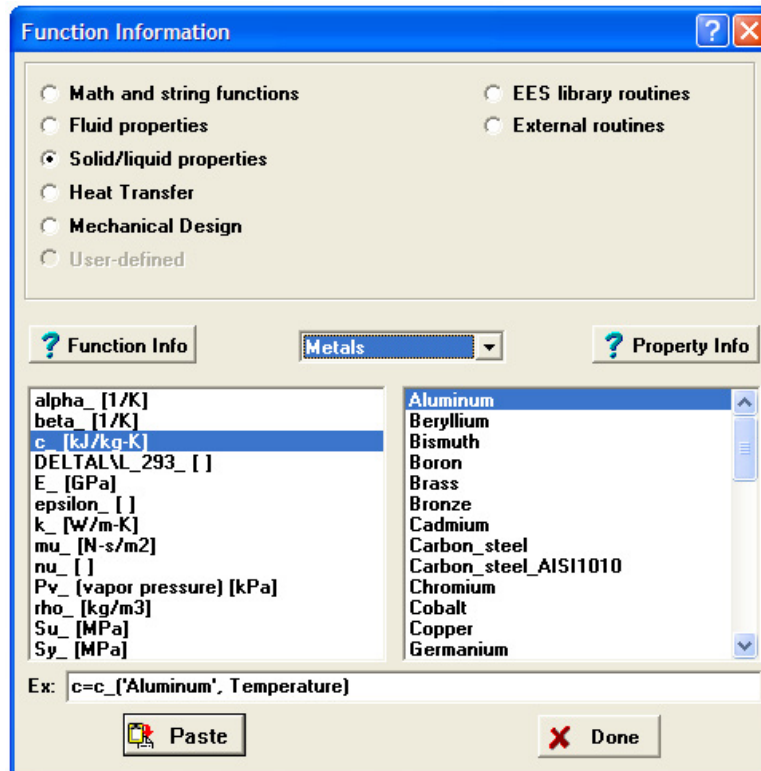 Function Information
Math and string functions
EES library routines
Fluid properties
External routines
Solid/liquid properties
Heat Transfer
Mechanical Design
User-defined
? Function Info
Metals
? Property Info
alpha_ [1/K]
beta_ [1/K]
c_ [kJ/kg-K]
DELTAL\L_293_ [ ]
E_ [GPa]
epsilon_ [ ]
k_ [W/m-K]
mu_ [N-s/m2]
nu_ [ ]
Pv_ (vapor pressure) [kPa]
rho_ [kg/m3]
Su_ [MPa]
Sy_ [MPa]
Aluminum
Beryllium
Bismuth
Boron
Brass
Bronze
Cadmium
Carbon_steel
Carbon_steel_AISI1010
Chromium
Cobalt
Copper
Germanium
Ex: c=c_('Aluminum', Temperature)
Paste
Done